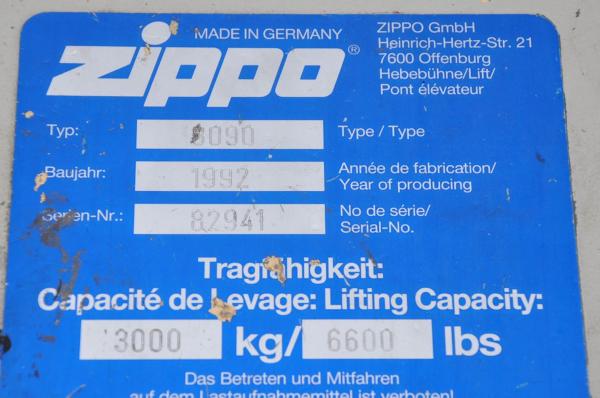 MADE IN GERMANY
zippo®
ZIPPO GmbH
Heinrich-Hertz-Str. 21
7600 Offenburg
Hebebühne/Lift/
Pont élévateur
Typ: 8090 Type / Type
Baujahr: 1992 Année de fabrication/
Year of producing
Serien-Nr.: 82941 No de série/
Serial-No.
Tragfähigkeit:
Capacité de Levage: Lifting Capacity:
3000 kg/ 6600 lbs
Das Betreten und Mitfahren
auf dem Lastaufnahmemittel ist verboten!